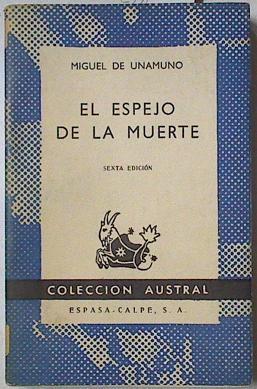 MIGUEL DE UNAMUNO
EL ESPEJO
DE LA MUERTE
SEXTA EDICIÓN
COLECCION AUSTRAL
ESPASA-CALPE, S. A.